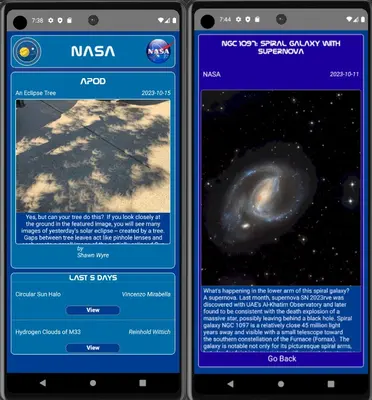 7:38
NASA
NASA
APOD
An Eclipse Tree 2023-10-15
Yes, but can your tree do this? If you look closely at
the ground in the featured image, you will see many
images of yesterday's solar eclipse – created by a tree.
Gaps between tree leaves act like pinhole lenses and
by
Shawn Wyre
LAST 5 DAYS
Circular Sun Halo Vincenzo Mirabella
View
Hydrogen Clouds of M33 Reinhold Wittich
View
7:44
NGC 1097: SPIRAL GALAXY WITH
SUPERNOVA
NASA 2023-10-11
What's happening in the lower arm of this spiral galaxy?
A supernova. Last month, supernova SN 2023rve was
discovered with UAE's Al-Khatim Observatory and later
found to be consistent with the death explosion of a
massive star, possibly leaving behind a black hole. Spiral
galaxy NGC 1097 is a relatively close 45 million light
years away and visible with a small telescope toward
the southern constellation of the Furnace (Fornax). The
galaxy is notable not only for its picturesque spiral arms,
Go Back